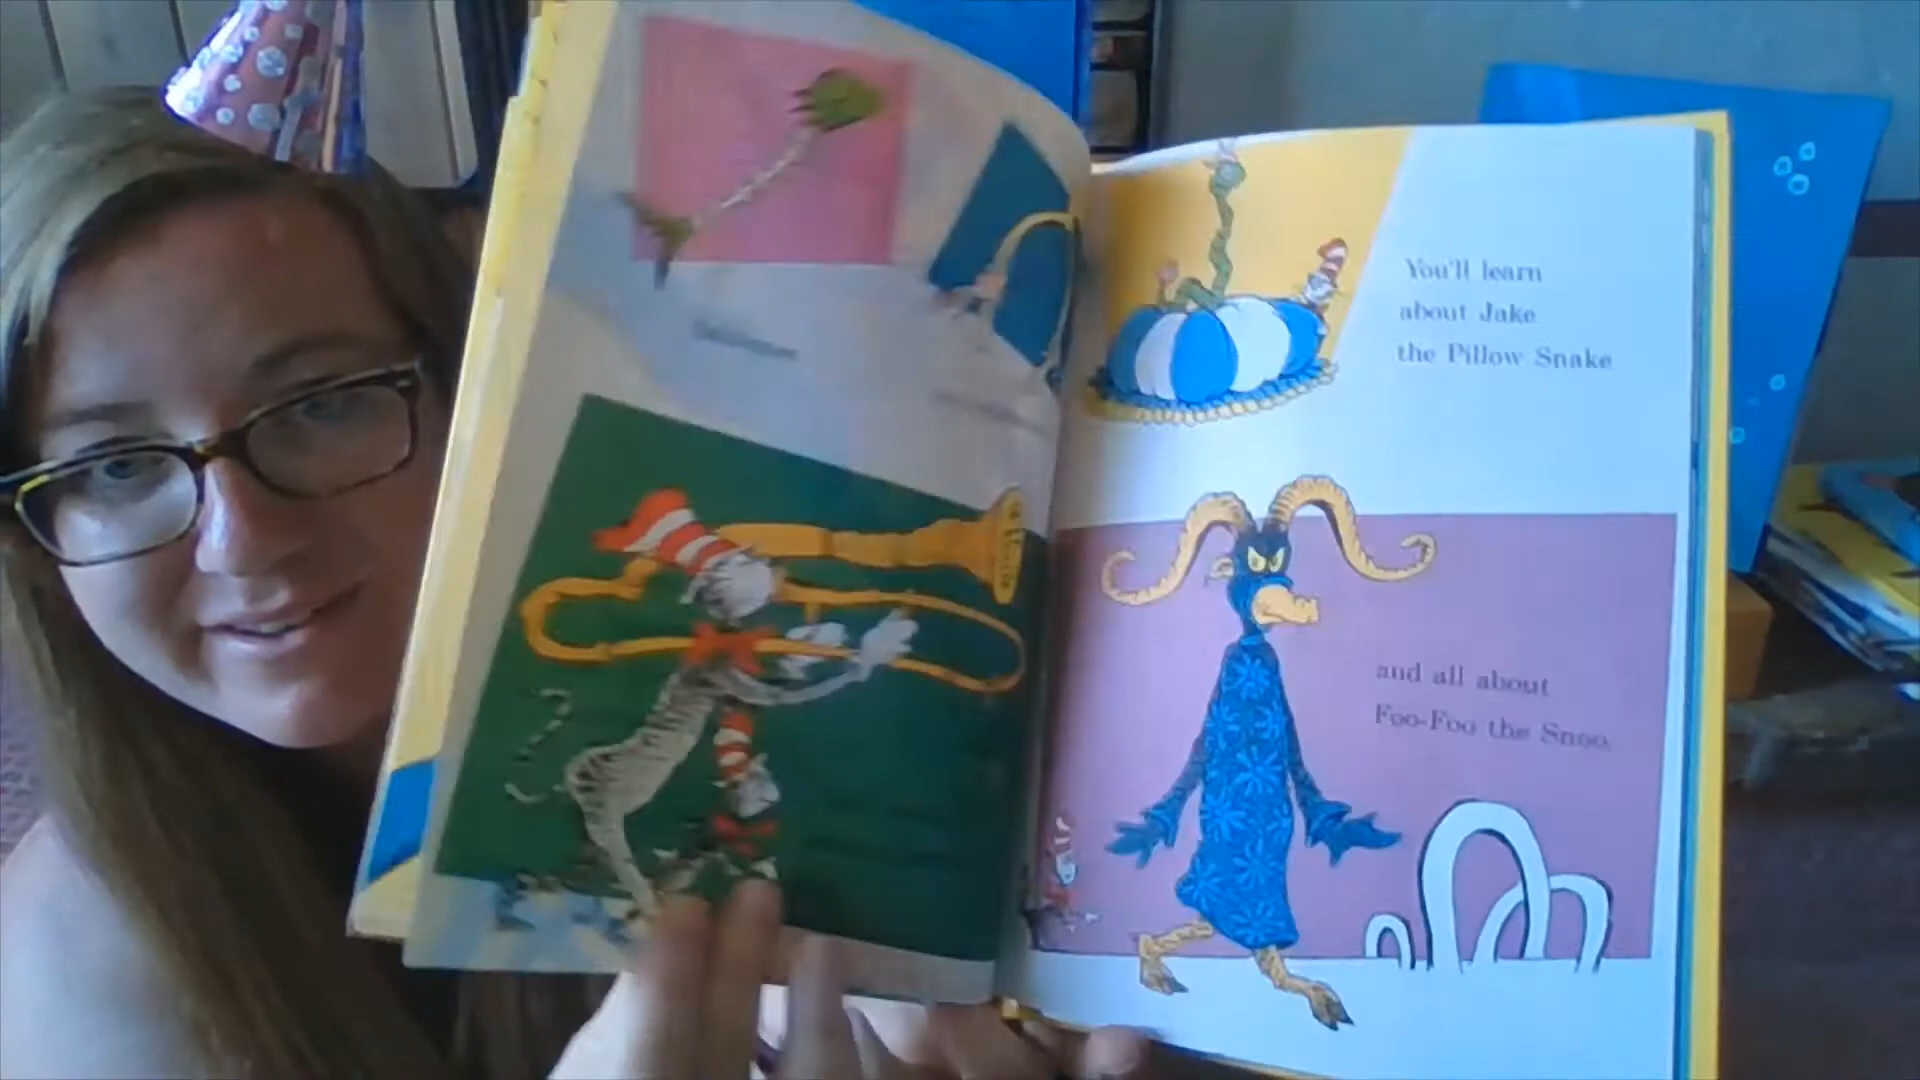 You'll learn
about Jake
the Pillow Snake
and all about
Foo-Foo the Snoo.